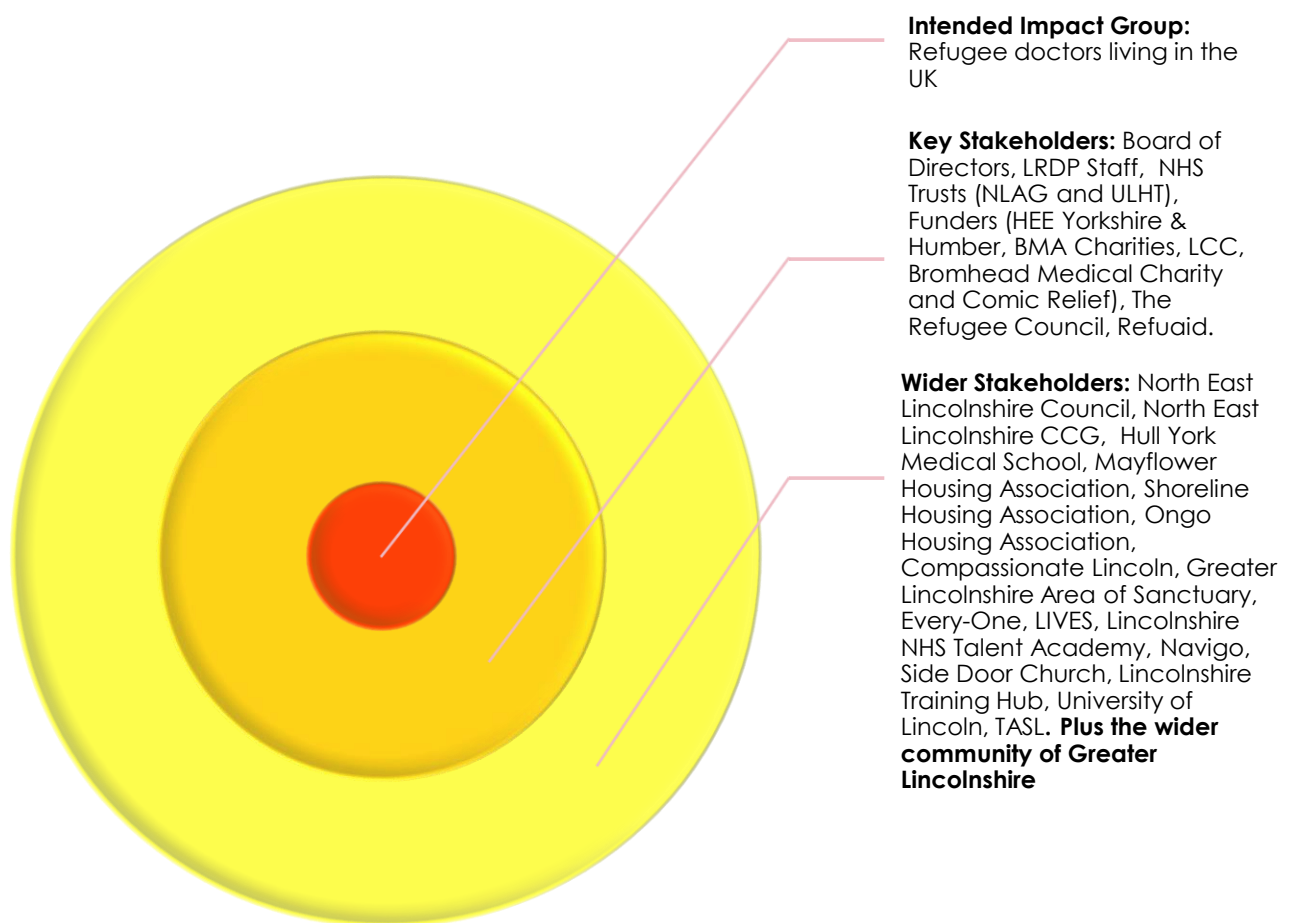 Intended Impact Group:
Refugee doctors living in the
UK
Key Stakeholders: Board of
Directors, LRDP Staff, NHS
Trusts (NLAG and ULHT),
Funders (HEE Yorkshire &
Humber, BMA Charities, LCC,
Bromhead Medical Charity
and Comic Relief), The
Refugee Council, Refuaid.
Wider Stakeholders: North East
Lincolnshire Council, North East
Lincolnshire CCG, Hull York
Medical School, Mayflower
Housing Association, Shoreline
Housing Association, Ongo
Housing Association,
Compassionate Lincoln, Greater
Lincolnshire Area of Sanctuary,
Every-One, LIVES, Lincolnshire
NHS Talent Academy, Navigo,
Side Door Church, Lincolnshire
Training Hub, University of
Lincoln, TASL. Plus the wider
community of Greater
Lincolnshire